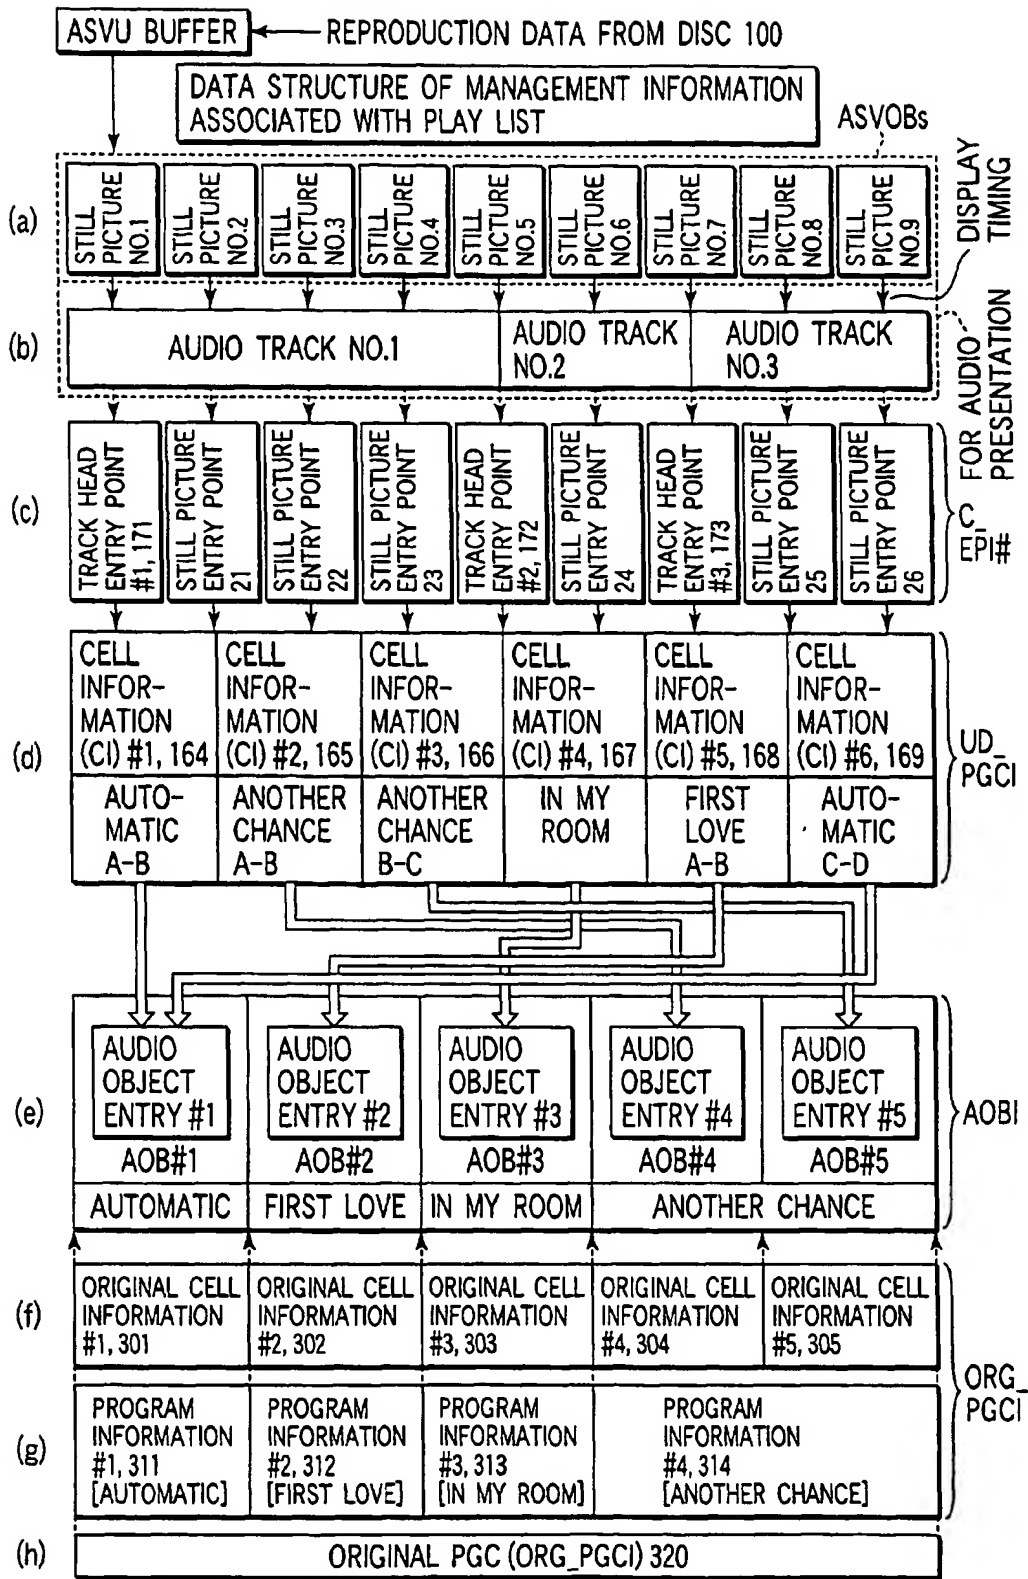 ASVU BUFFER
REPRODUCTION DATA FROM DISC 100
DATA STRUCTURE OF MANAGEMENT INFORMATION
ASSOCIATED WITH PLAY LIST
ASVOBs
(a)
STILL
PICTURE
NO.1
STILL
PICTURE
NO.2
STILL
PICTURE
NO.3
STILL
PICTURE
NO.4
STILL
PICTURE
NO.5
STILL
PICTURE
NO.6
STILL
PICTURE
NO.7
STILL
PICTURE
NO.8
STILL
PICTURE
NO.9
DISPLAY
TIMING
(b)
AUDIO TRACK NO.1
AUDIO TRACK
NO.2
AUDIO TRACK
NO.3
FOR AUDIO
PRESENTATION
(c)
TRACK HEAD
ENTRY POINT
#1, 171
STILL PICTURE
ENTRY POINT
21
STILL PICTURE
ENTRY POINT
22
STILL PICTURE
ENTRY POINT
23
TRACK HEAD
ENTRY POINT
#2, 172
STILL PICTURE
ENTRY POINT
24
TRACK HEAD
ENTRY POINT
#3, 173
STILL PICTURE
ENTRY POINT
25
STILL PICTURE
ENTRY POINT
26
C_
EPI#
(d)
CELL
INFOR-
MATION
(CI) #1, 164
CELL
INFOR-
MATION
(CI) #2, 165
CELL
INFOR-
MATION
(CI) #3, 166
CELL
INFOR-
MATION
(CI) #4, 167
CELL
INFOR-
MATION
(CI) #5, 168
CELL
INFOR-
MATION
(CI) #6, 169
AUTO-
MATIC
A-B
ANOTHER
CHANCE
A-B
ANOTHER
CHANCE
B-C
IN MY
ROOM
FIRST
LOVE
A-B
AUTO-
MATIC
C-D
UD_
PGCI
(e)
AUDIO
OBJECT
ENTRY #1
AUDIO
OBJECT
ENTRY #2
AUDIO
OBJECT
ENTRY #3
AUDIO
OBJECT
ENTRY #4
AUDIO
OBJECT
ENTRY #5
AOB#1
AOB#2
AOB#3
AOB#4
AOB#5
AUTOMATIC
FIRST LOVE
IN MY ROOM
ANOTHER CHANCE
AOBI
(f)
ORIGINAL CELL
INFORMATION
#1, 301
ORIGINAL CELL
INFORMATION
#2, 302
ORIGINAL CELL
INFORMATION
#3, 303
ORIGINAL CELL
INFORMATION
#4, 304
ORIGINAL CELL
INFORMATION
#5, 305
ORG_
PGCI
(g)
PROGRAM
INFORMATION
#1, 311
[AUTOMATIC]
PROGRAM
INFORMATION
#2, 312
[FIRST LOVE]
PROGRAM
INFORMATION
#3, 313
[IN MY ROOM]
PROGRAM
INFORMATION
#4, 314
[ANOTHER CHANCE]
(h)
ORIGINAL PGC (ORG_PGCI) 320